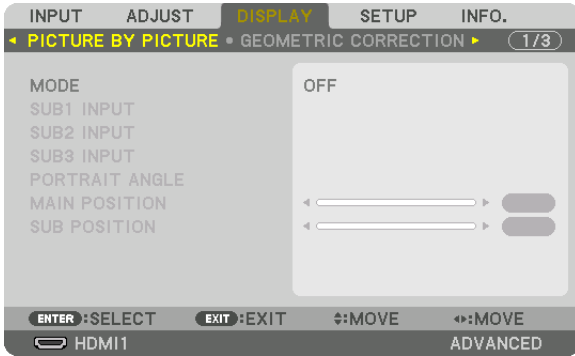 INPUT ADJUST DISPLAY SETUP INFO.
PICTURE BY PICTURE • GEOMETRIC CORRECTION 1/3
MODE OFF
SUB1 INPUT
SUB2 INPUT
SUB3 INPUT
PORTRAIT ANGLE
MAIN POSITION
SUB POSITION
ENTER :SELECT EXIT :EXIT :MOVE :MOVE
HDMI1 ADVANCED